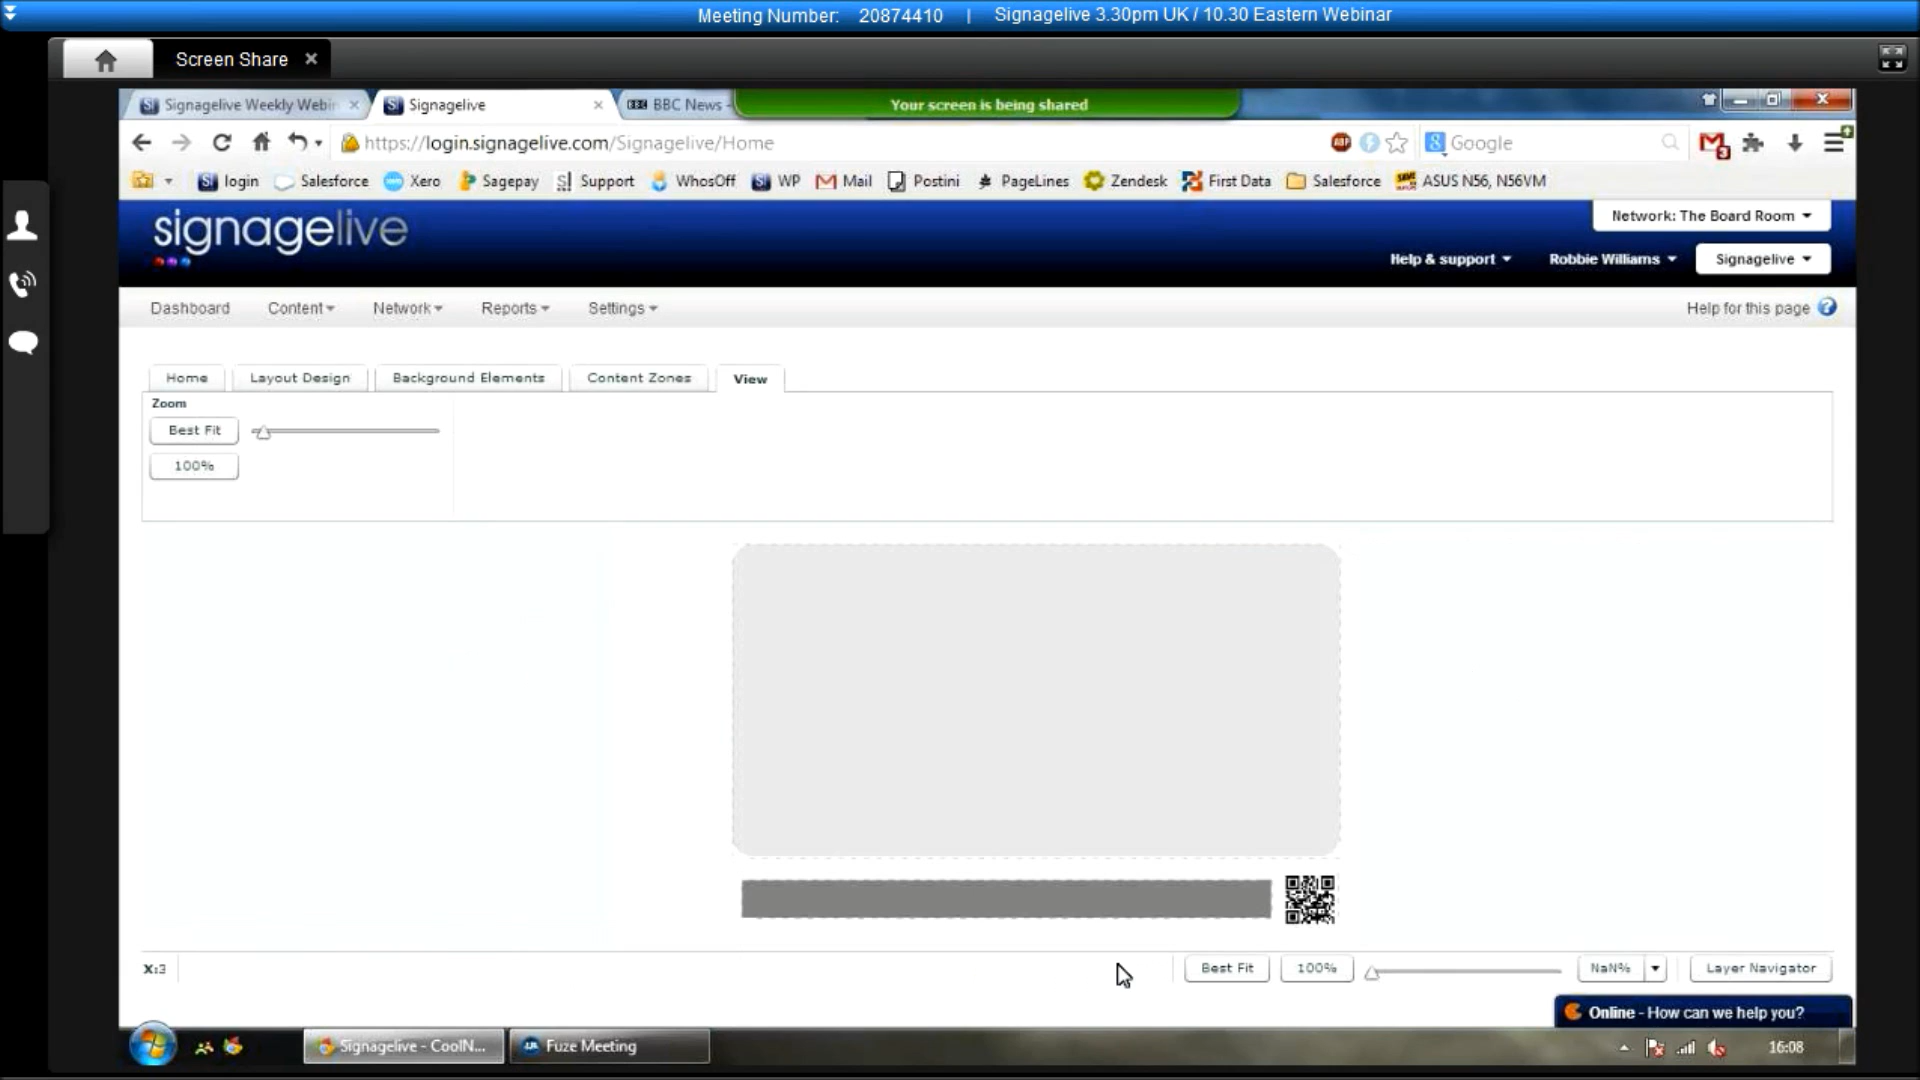 Meeting Number: 20874410 | Signagelive 3.30pm UK / 10.30 Eastern Webinar
Screen Share
Signagelive Weekly Webin
Signagelive
BBC News -
Your screen is being shared
https://login.signagelive.com/Signagelive/Home
ABP
Google
3
login
Salesforce
Xero
Sagepay
Support
WhosOff
WP
Mail
Postini
PageLines
Zendesk
First Data
Salesforce
ASUS N56, N56VM
signagelive
Network: The Board Room
Help & support
Robbie Williams
Signagelive
Dashboard
Content
Network
Reports
Settings
Help for this page
Home
Layout Design
Background Elements
Content Zones
View
Zoom
Best Fit
100%
X:3
Best Fit
100%
NaN%
Layer Navigator
Online - How can we help you?
Signagelive - CoolN...
Fuze Meeting
16:08